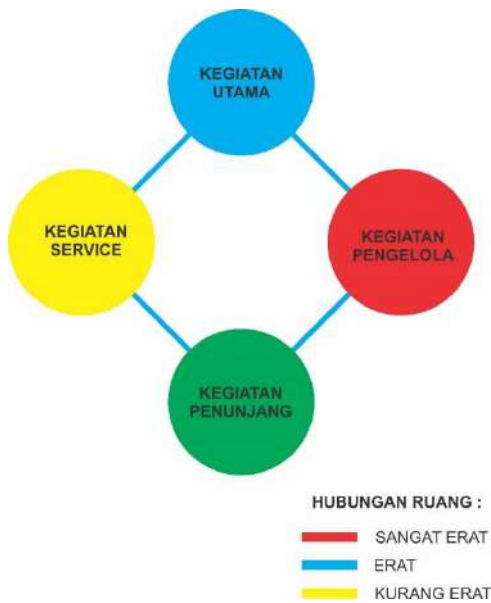 KEGIATAN
UTAMA
KEGIATAN
SERVICE
KEGIATAN
PENGELOLA
KEGIATAN
PENUNJANG
HUBUNGAN RUANG :
SANGAT ERAT
ERAT
KURANG ERAT